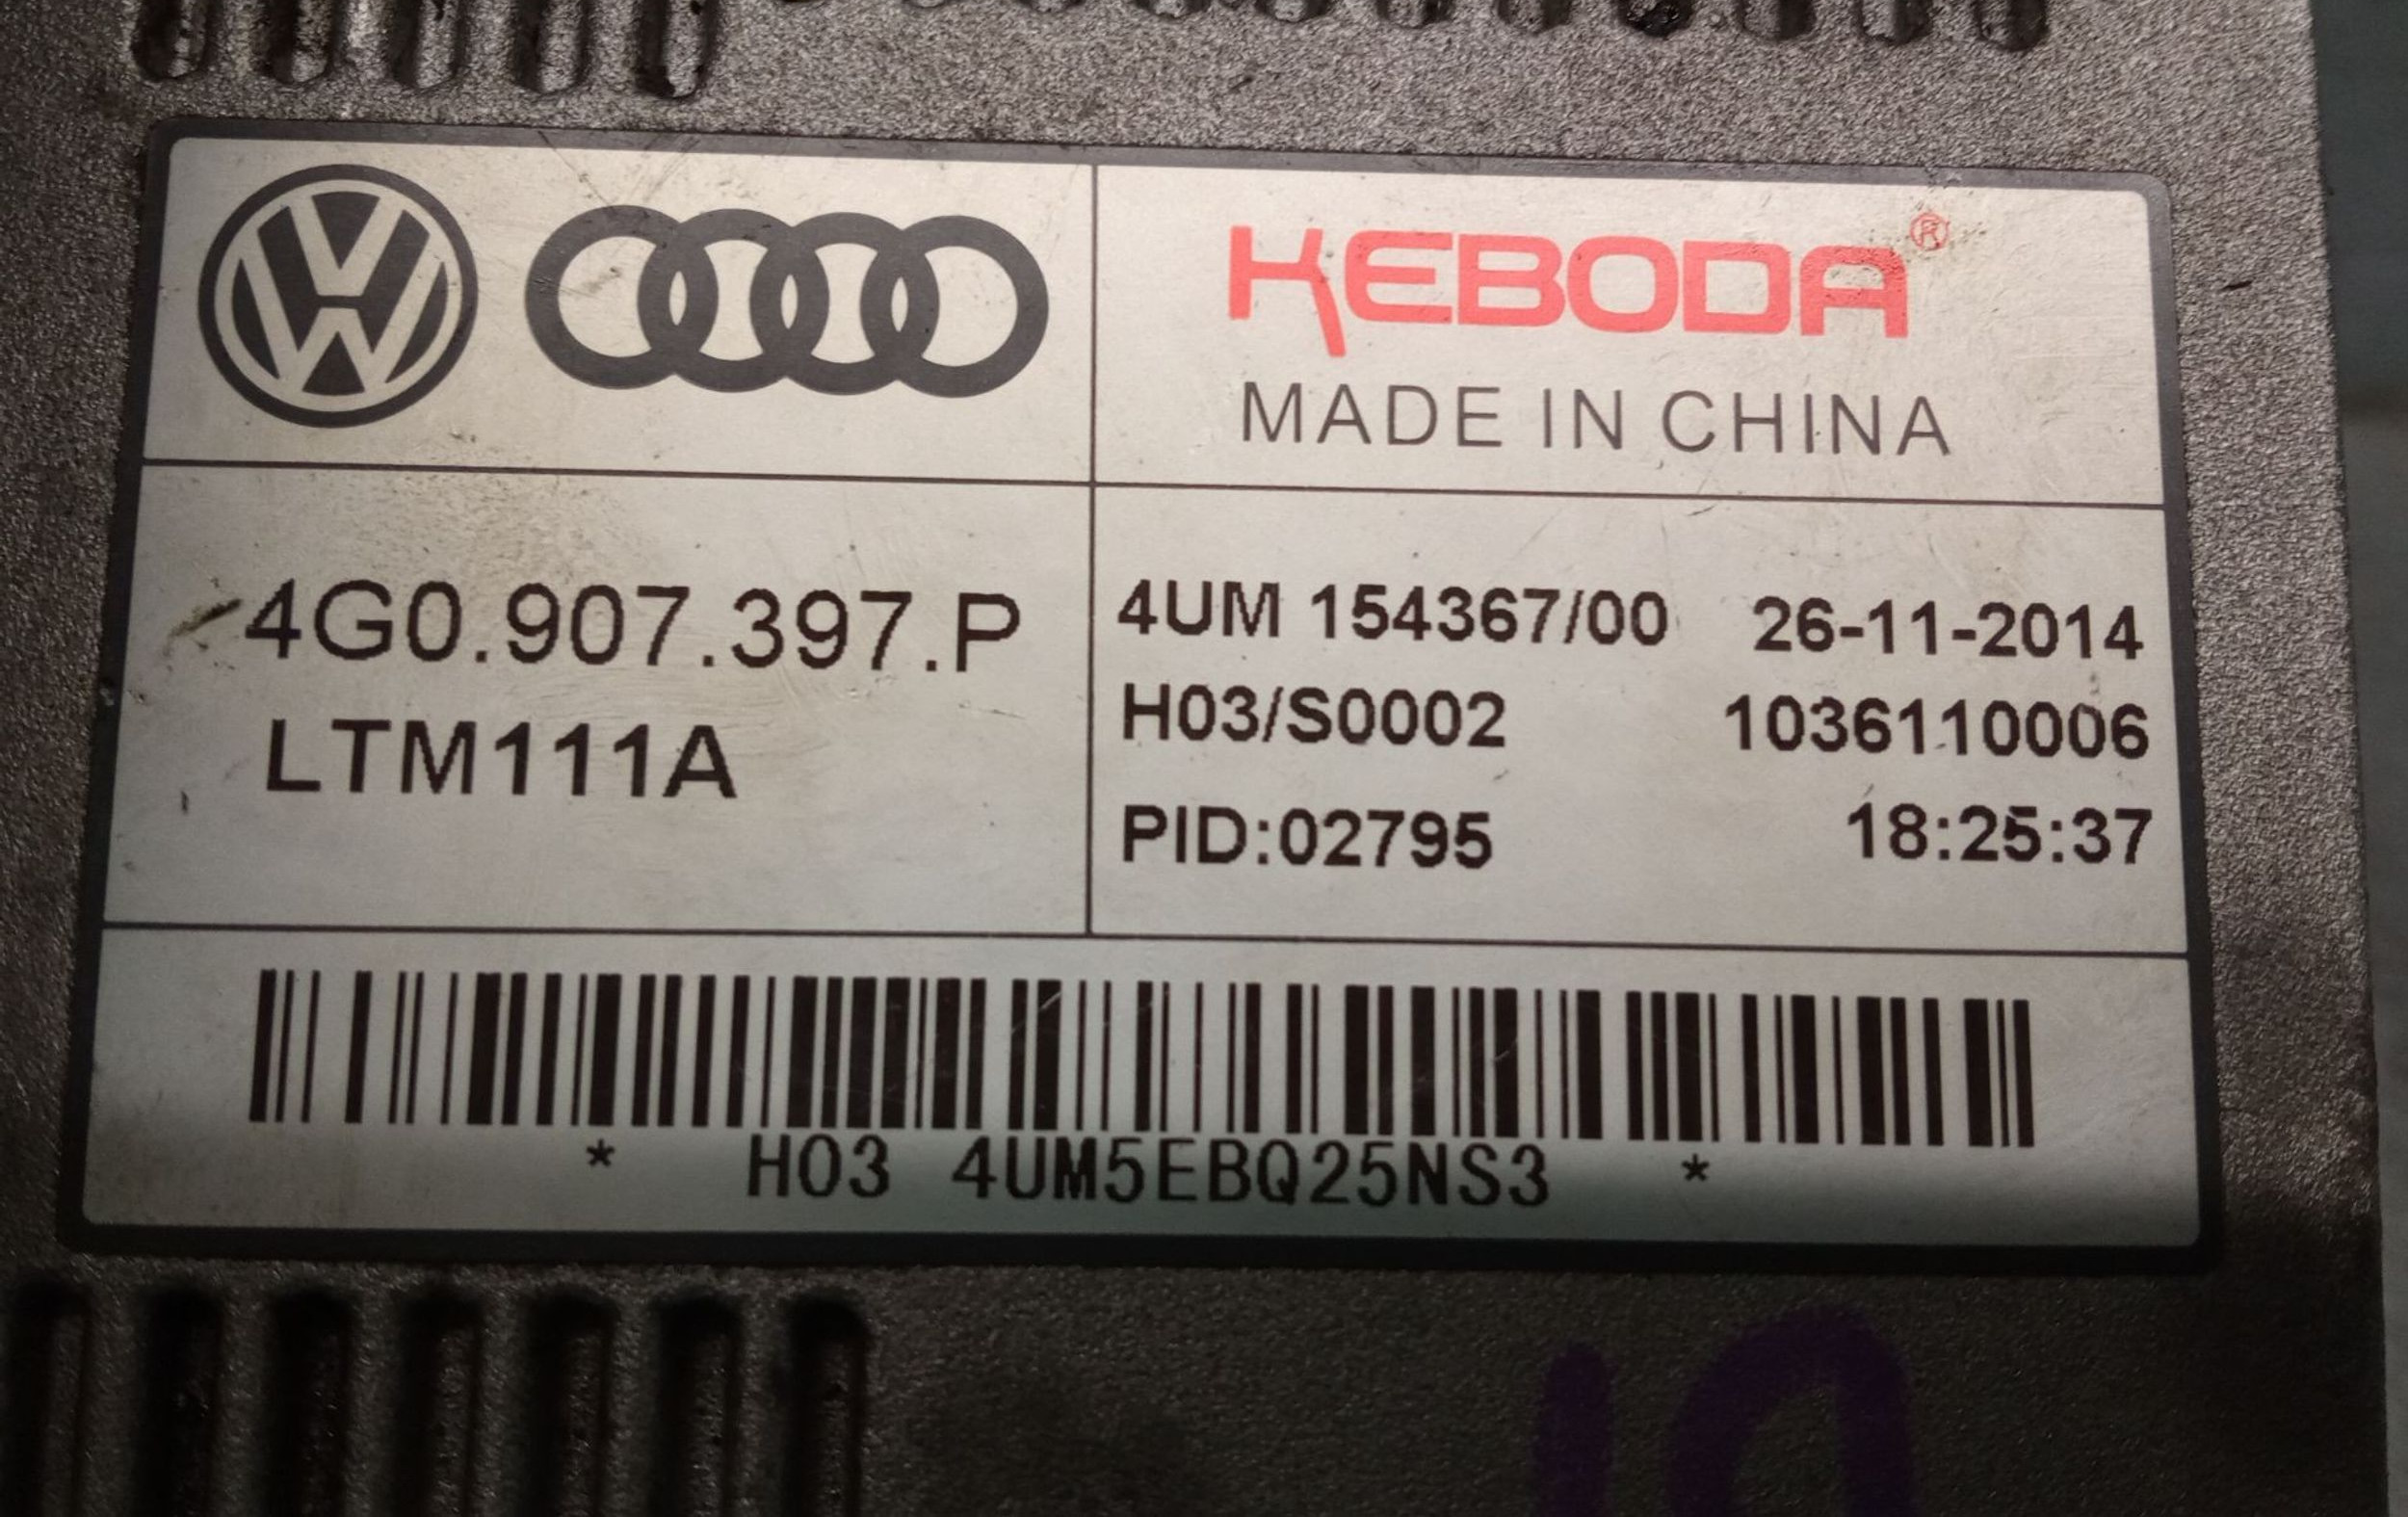 KEBODA®
MADE IN CHINA
4G0.907.397.P
LTM111A
4UM 154367/00 26-11-2014
H03/S0002 1036110006
PID:02795 18:25:37
* H03 4UM5EBQ25NS3 *